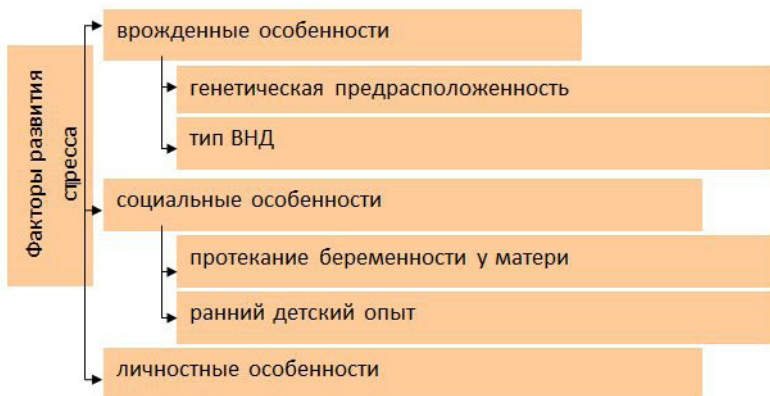 Факторы развития
стресса
врожденные особенности
генетическая предрасположенность
тип ВНД
социальные особенности
протекание беременности у матери
ранний детский опыт
личностные особенности